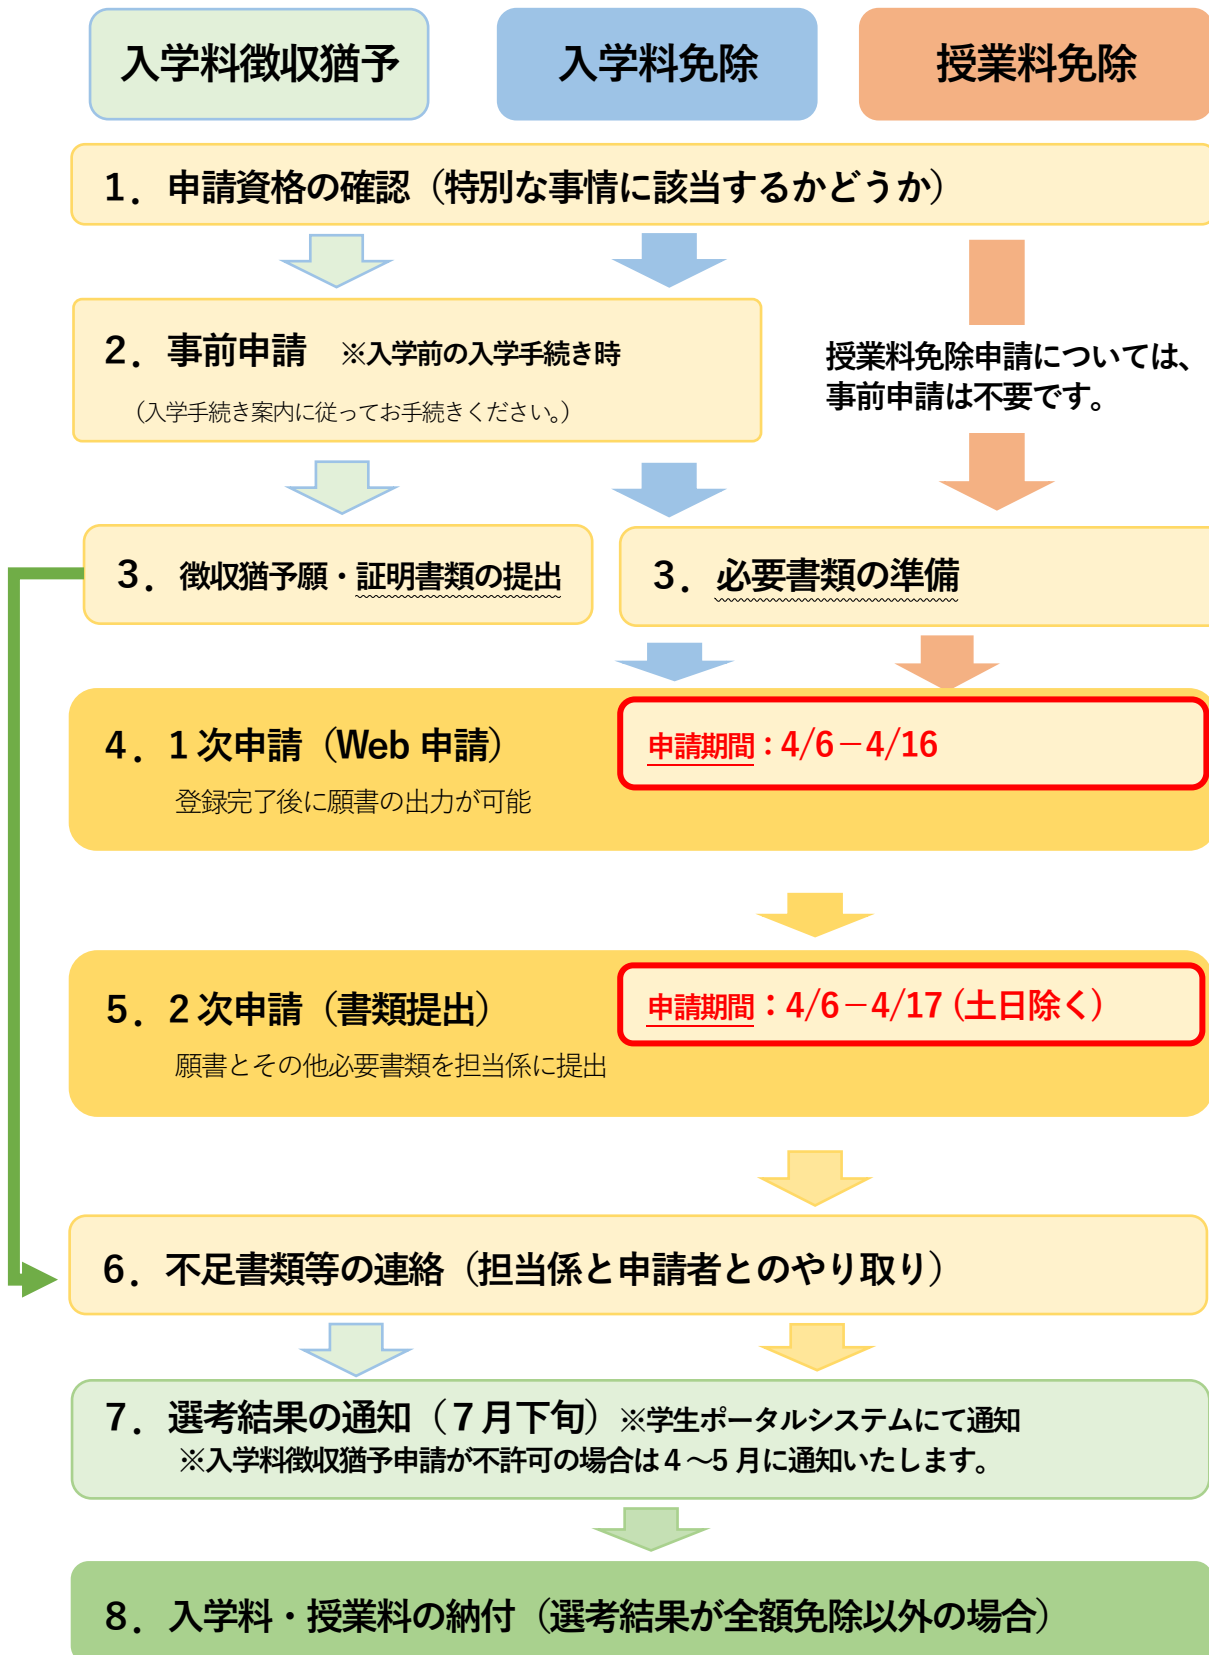 入学料徴収猶予
入学料免除
授業料免除
1．申請資格の確認（特別な事情に該当するかどうか）
2．事前申請　※入学前の入学手続き時
（入学手続き案内に従ってお手続きください。）
授業料免除申請については、
事前申請は不要です。
3．徴収猶予願・証明書類の提出
3．必要書類の準備
4．1次申請（Web 申請）
申請期間：4/6－4/16
登録完了後に願書の出力が可能
5．2次申請（書類提出）
申請期間：4/6－4/17（土日除く）
願書とその他必要書類を担当係に提出
6．不足書類等の連絡（担当係と申請者とのやり取り）
7．選考結果の通知（７月下旬）※学生ポータルシステムにて通知
※入学料徴収猶予申請が不許可の場合は４～5 月に通知いたします。
8．入学料・授業料の納付（選考結果が全額免除以外の場合）